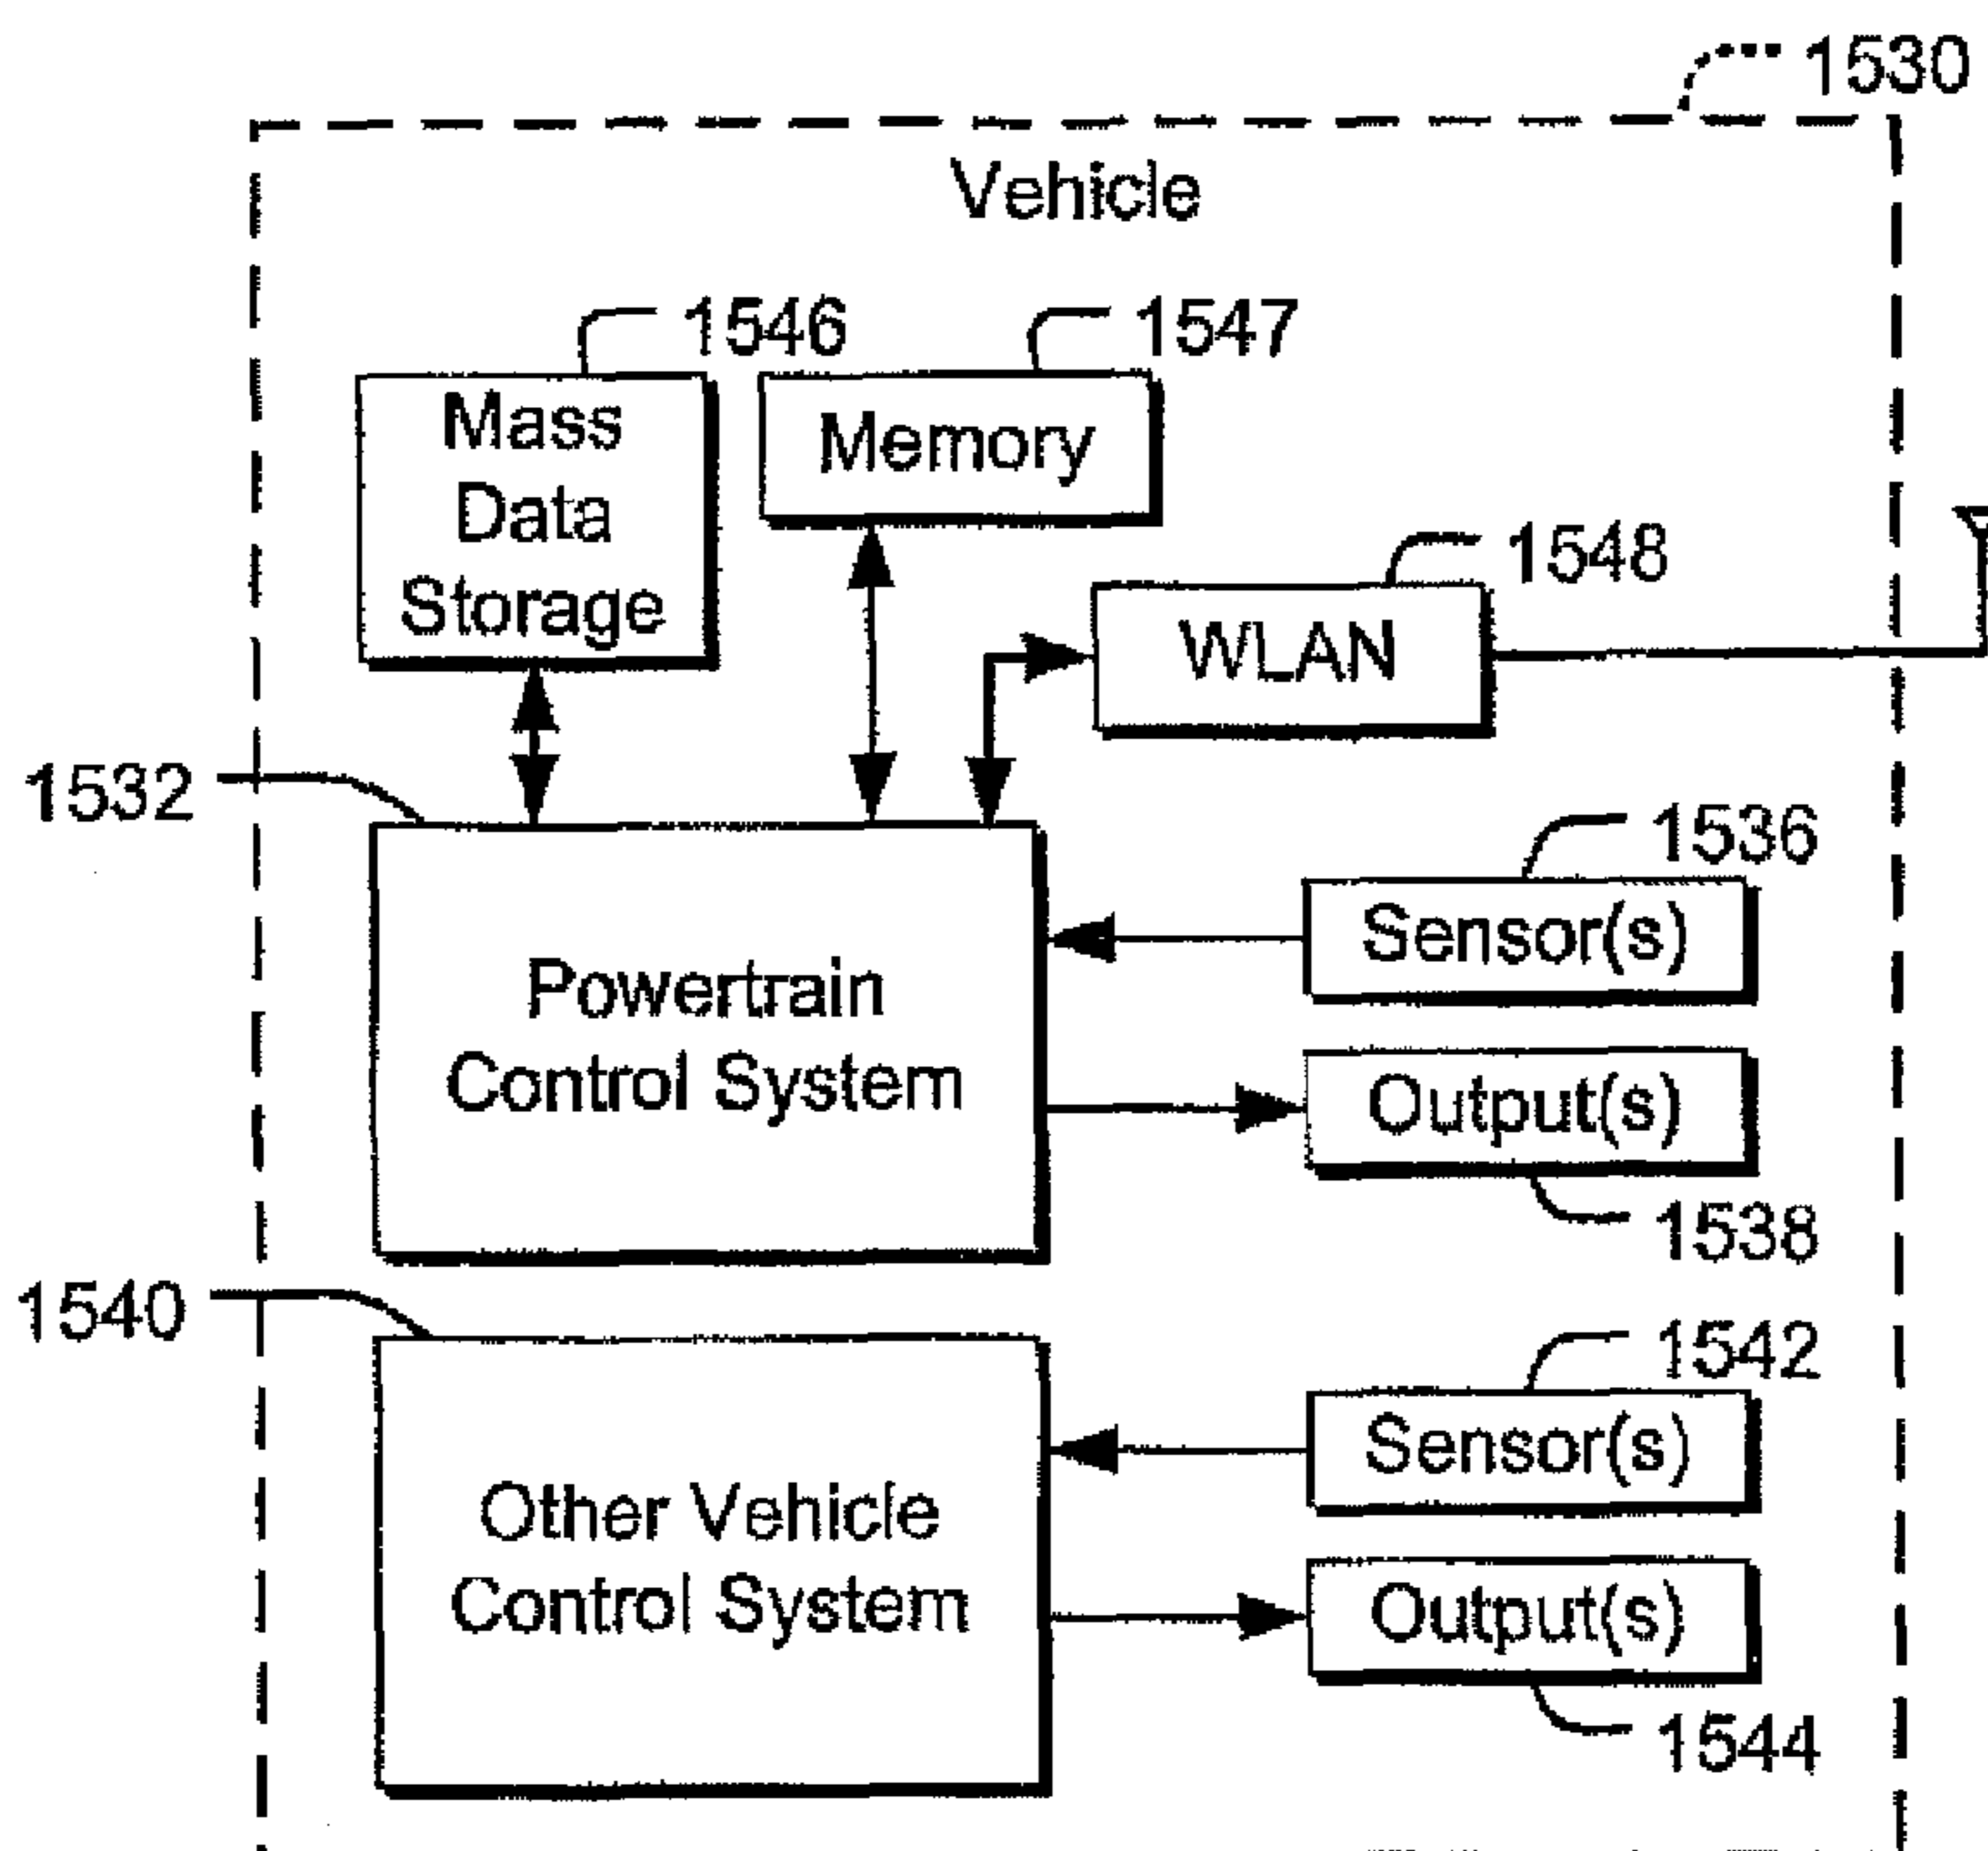 1530
Vehicle
1546
1547
Mass
Data
Storage
Memory
1548
WLAN
1532
1536
Sensor(s)
Powertrain
Control System
Output(s)
1538
1540
1542
Sensor(s)
Other Vehicle
Control System
Output(s)
1544